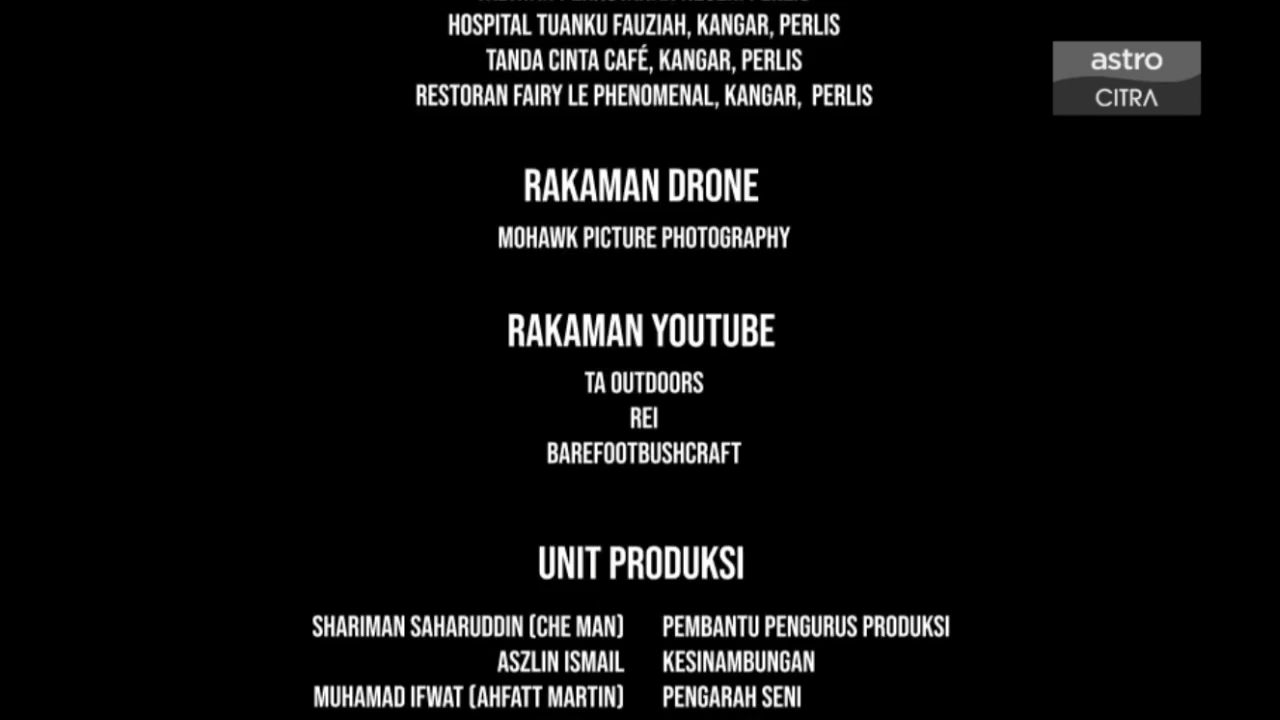 HOSPITAL TUANKU FAUZIAH, KANGAR, PERLIS
TANDA CINTA CAFÉ, KANGAR, PERLIS
RESTORAN FAIRY LE PHENOMENAL, KANGAR, PERLIS
astro
CITRA
RAKAMAN DRONE
MOHAWK PICTURE PHOTOGRAPHY
RAKAMAN YOUTUBE
TA OUTDOORS
REI
BAREFOOTBUSHCRAFT
UNIT PRODUKSI
SHARIMAN SAHARUDDIN (CHE MAN) PEMBANTU PENGURUS PRODUKSI
ASZLIN ISMAIL KESINAMBUNGAN
MUHAMAD IFWAT (AHFATT MARTIN) PENGARAH SENI